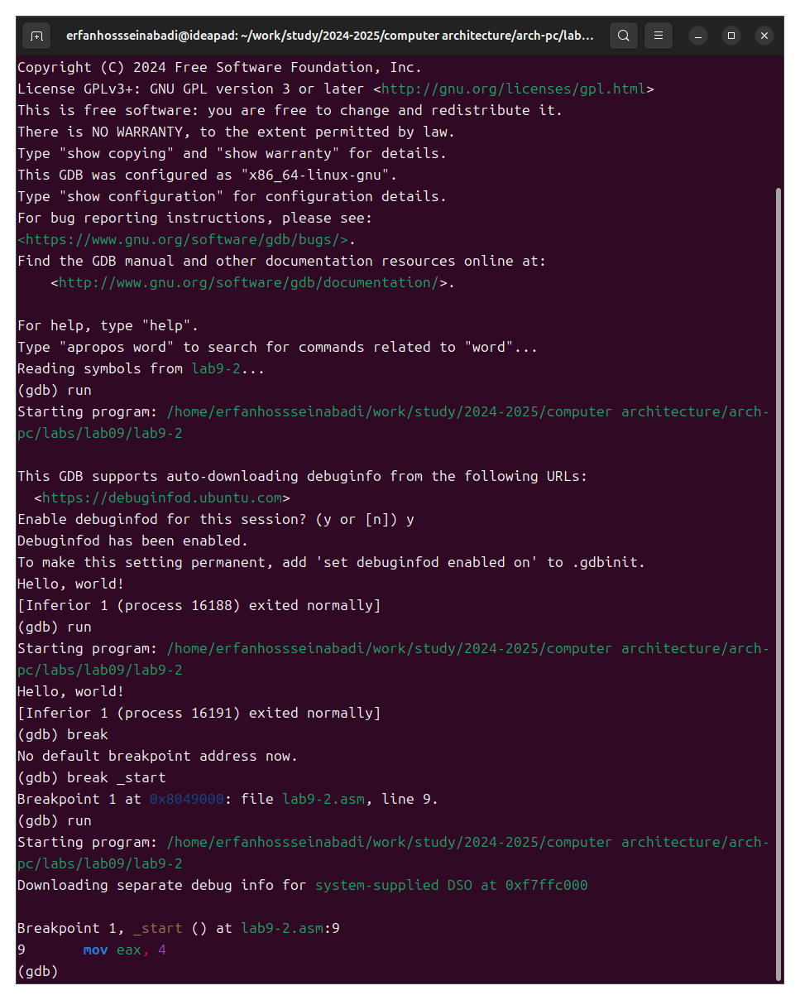 erfanhossseinabadi@ideapad: ~/work/study/2024-2025/computer architecture/arch-pc/lab...
Copyright (C) 2024 Free Software Foundation, Inc.
License GPLv3+: GNU GPL version 3 or later <http://gnu.org/licenses/gpl.html>
This is free software: you are free to change and redistribute it.
There is NO WARRANTY, to the extent permitted by law.
Type "show copying" and "show warranty" for details.
This GDB was configured as "x86_64-linux-gnu".
Type "show configuration" for configuration details.
For bug reporting instructions, please see:
<https://www.gnu.org/software/gdb/bugs/>.
Find the GDB manual and other documentation resources online at:
    <http://www.gnu.org/software/gdb/documentation/>.

For help, type "help".
Type "apropos word" to search for commands related to "word"...
Reading symbols from lab9-2...
(gdb) run
Starting program: /home/erfanhossseinabadi/work/study/2024-2025/computer architecture/arch-
pc/labs/lab09/lab9-2

This GDB supports auto-downloading debuginfo from the following URLs:
  <https://debuginfod.ubuntu.com>
Enable debuginfod for this session? (y or [n]) y
Debuginfod has been enabled.
To make this setting permanent, add 'set debuginfod enabled on' to .gdbinit.
Hello, world!
[Inferior 1 (process 16188) exited normally]
(gdb) run
Starting program: /home/erfanhossseinabadi/work/study/2024-2025/computer architecture/arch-
pc/labs/lab09/lab9-2
Hello, world!
[Inferior 1 (process 16191) exited normally]
(gdb) break
No default breakpoint address now.
(gdb) break _start
Breakpoint 1 at 0x8049000: file lab9-2.asm, line 9.
(gdb) run
Starting program: /home/erfanhossseinabadi/work/study/2024-2025/computer architecture/arch-
pc/labs/lab09/lab9-2
Downloading separate debug info for system-supplied DSO at 0xf7ffc000

Breakpoint 1, _start () at lab9-2.asm:9
9       mov eax, 4
(gdb)